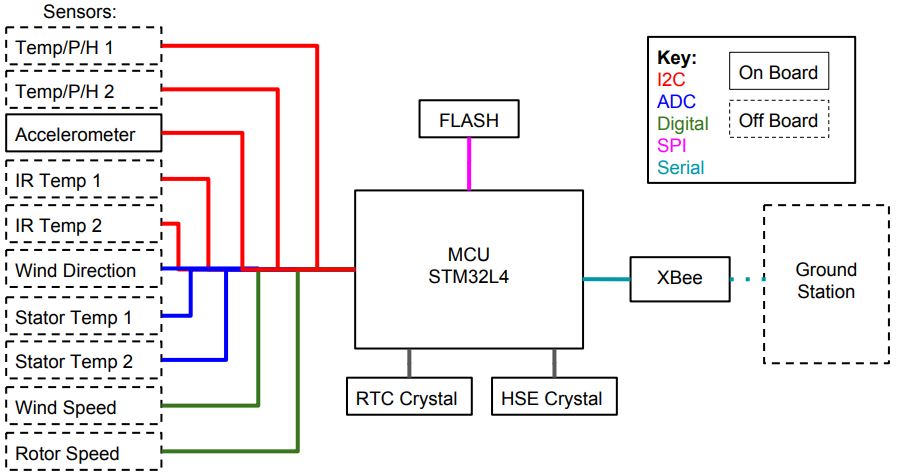 Sensors:
Temp/P/H 1
Temp/P/H 2
Accelerometer
IR Temp 1
IR Temp 2
Wind Direction
Stator Temp 1
Stator Temp 2
Wind Speed
Rotor Speed
FLASH
MCU
STM32L4
RTC Crystal
HSE Crystal
XBee
Ground
Station
Key:
I2C
ADC
Digital
SPI
Serial
On Board
Off Board